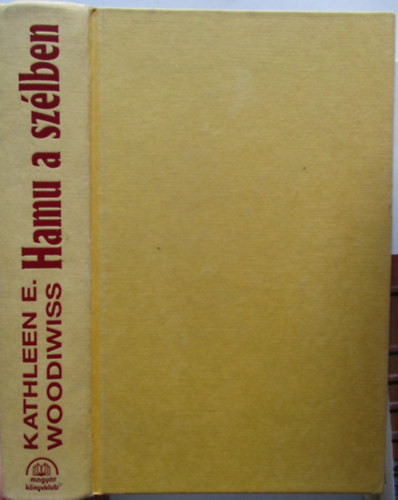 KATHLEEN E.
WOODIWISS
Hamu a szélben
magyar
könyvklub